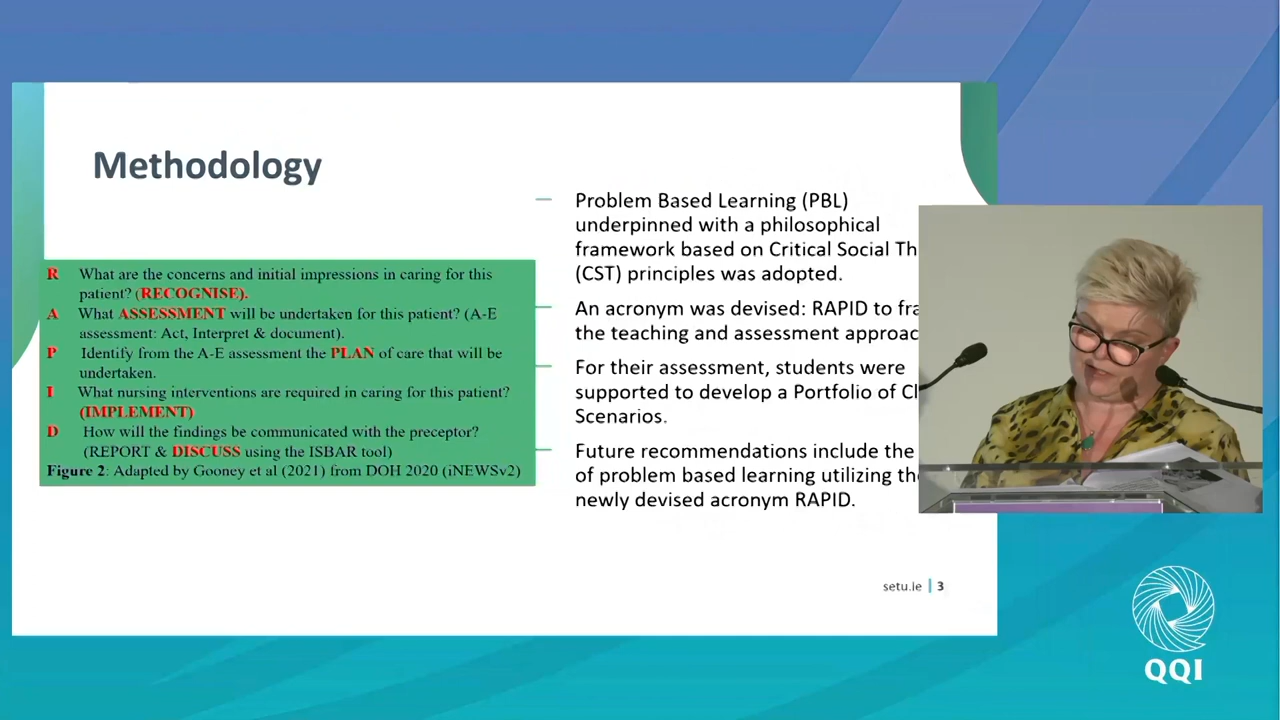 Methodology
R What are the concerns and initial impressions in caring for this
patient? (RECOGNISE).
A What ASSESSMENT will be undertaken for this patient? (A-E
assessment: Act, Interpret & document).
P Identify from the A-E assessment the PLAN of care that will be
undertaken.
I What nursing interventions are required in caring for this patient?
(IMPLEMENT)
D How will the findings be communicated with the preceptor?
(REPORT & DISCUSS using the ISBAR tool)
Figure 2: Adapted by Gooney et al (2021) from DOH 2020 (iNEWSv2)
— Problem Based Learning (PBL)
underpinned with a philosophical
framework based on Critical Social Th
(CST) principles was adopted.
— An acronym was devised: RAPID to fra
the teaching and assessment approac
— For their assessment, students were
supported to develop a Portfolio of Cl
Scenarios.
— Future recommendations include the
of problem based learning utilizing the
newly devised acronym RAPID.
setu.ie | 3
QQI